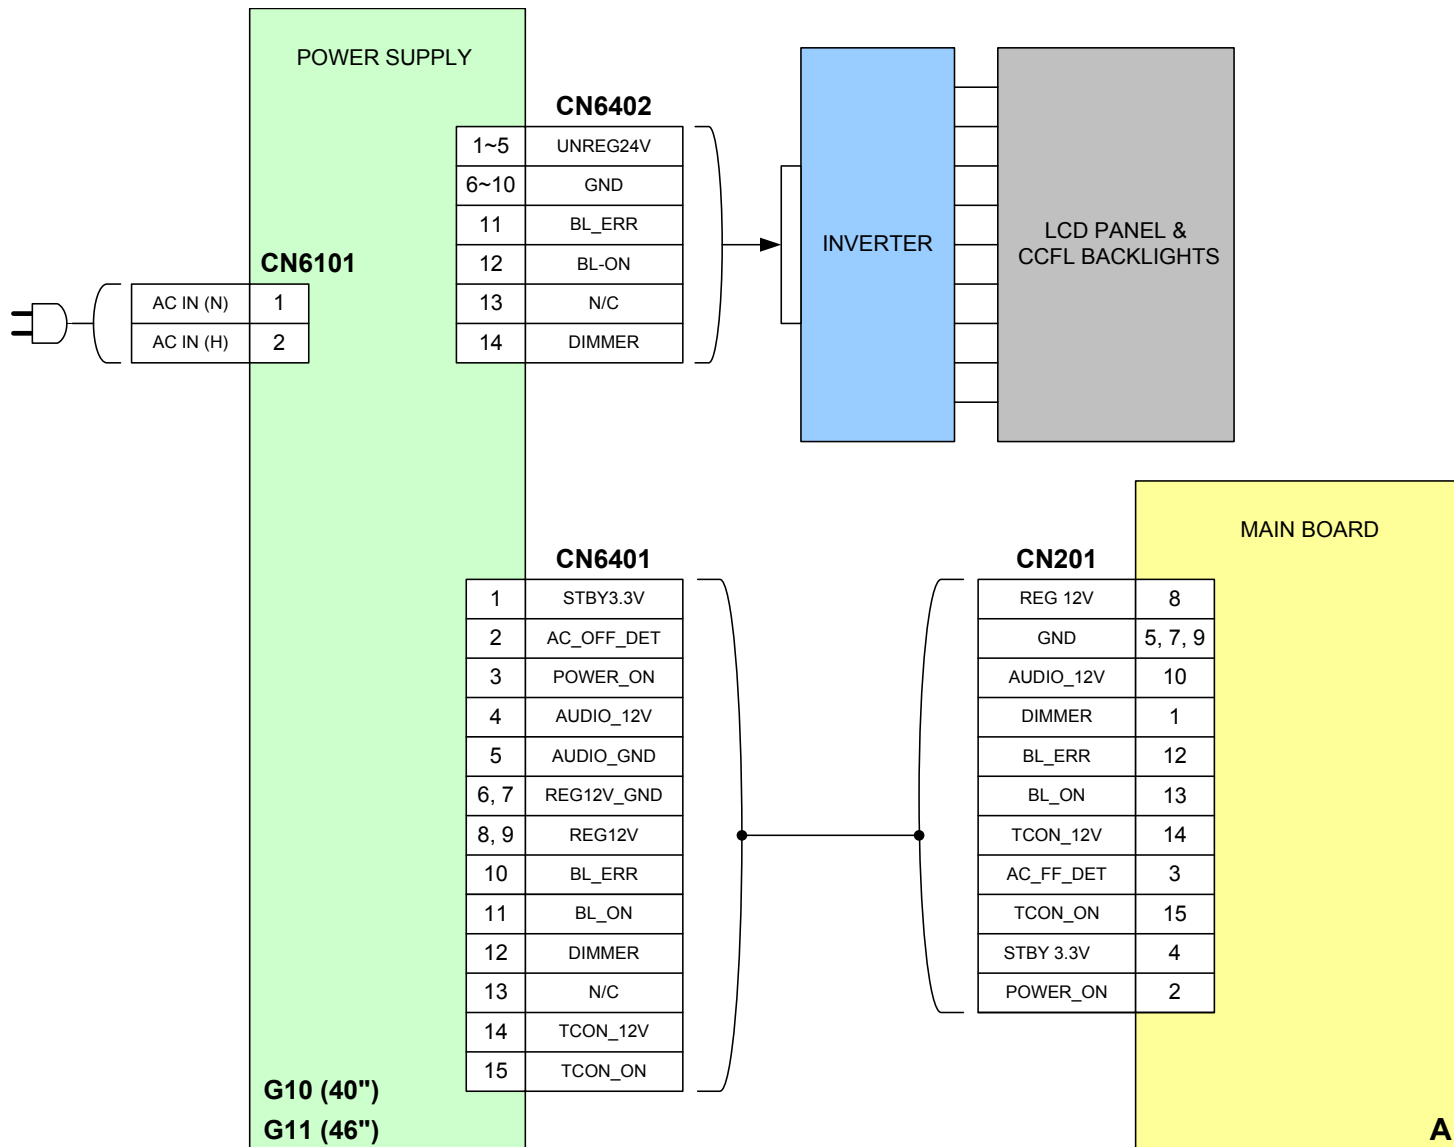 POWER SUPPLY
CN6402
1~5 UNREG24V
6~10 GND
11 BL_ERR
12 BL-ON
13 N/C
14 DIMMER
CN6101
AC IN (N) 1
AC IN (H) 2
INVERTER
LCD PANEL &
CCFL BACKLIGHTS
CN6401
1 STBY3.3V
2 AC_OFF_DET
3 POWER_ON
4 AUDIO_12V
5 AUDIO_GND
6, 7 REG12V_GND
8, 9 REG12V
10 BL_ERR
11 BL_ON
12 DIMMER
13 N/C
14 TCON_12V
15 TCON_ON
G10 (40")
G11 (46")
MAIN BOARD
CN201
REG 12V 8
GND 5, 7, 9
AUDIO_12V 10
DIMMER 1
BL_ERR 12
BL_ON 13
TCON_12V 14
AC_FF_DET 3
TCON_ON 15
STBY 3.3V 4
POWER_ON 2
A